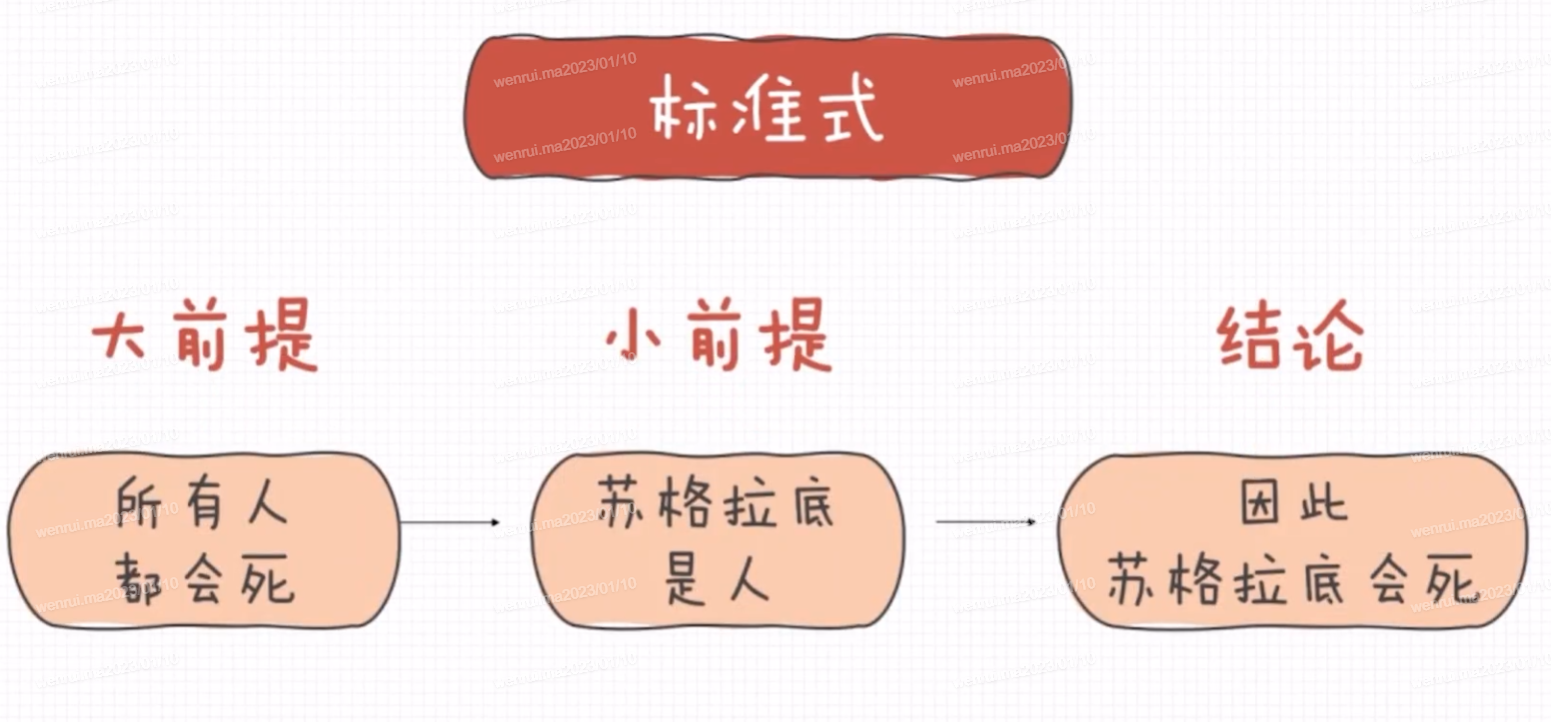 标准式
大前提
小前提
结论
所有人
都会死
苏格拉底
是人
因此
苏格拉底会死
wenrui.ma2023/01/10